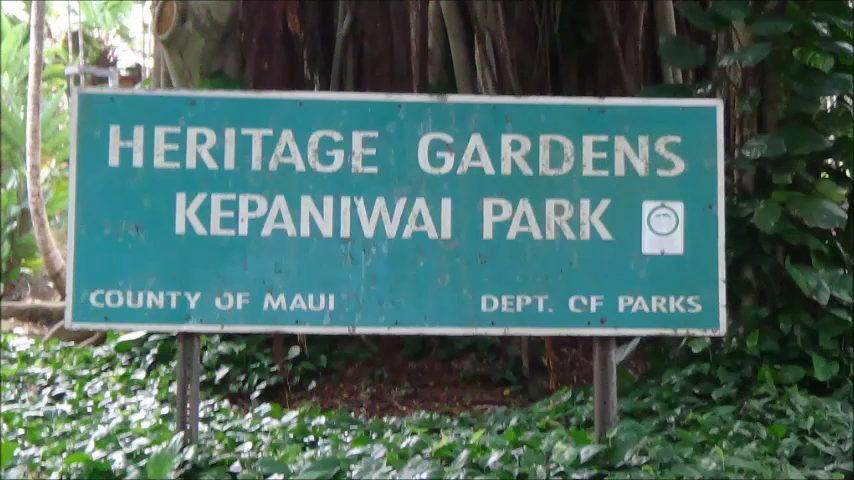 HERITAGE GARDENS
KEPANIWAI PARK
COUNTY OF MAUI DEPT. OF PARKS